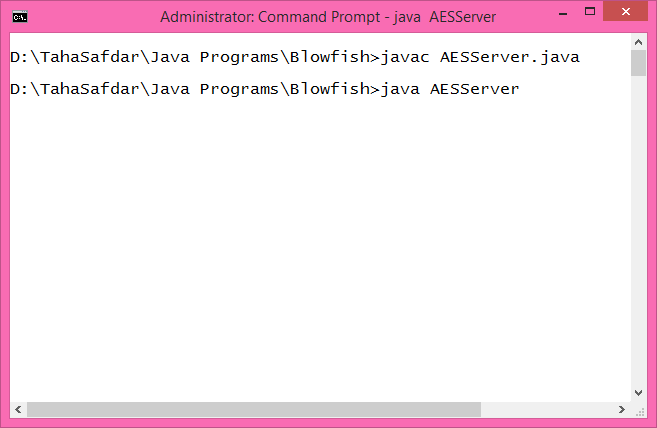 Administrator: Command Prompt - java  AESServer
D:\TahaSafdar\Java Programs\Blowfish>javac AESServer.java
D:\TahaSafdar\Java Programs\Blowfish>java AESServer